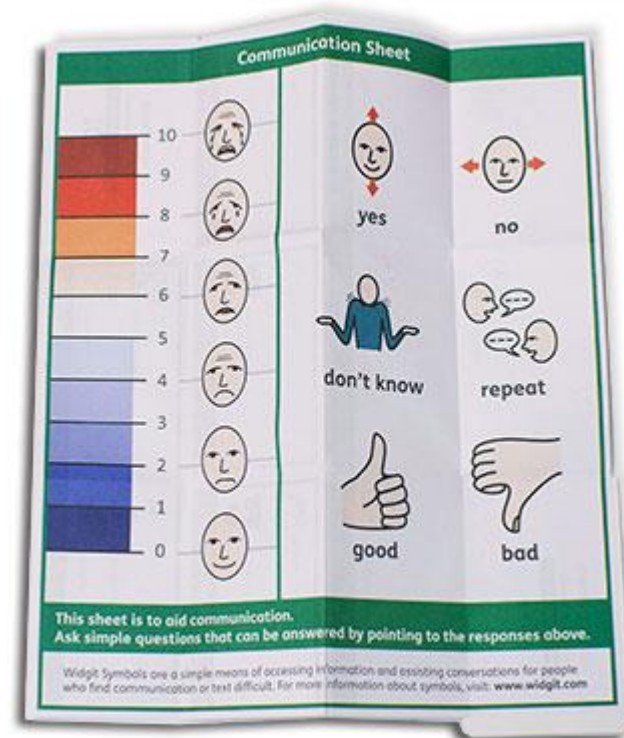 Communication Sheet
10
9
8
7
6
5
4
3
2
1
0
yes
no
don't know
repeat
good
bad
This sheet is to aid communication.
Ask simple questions that can be answered by pointing to the responses above.
Widgit Symbols are a simple means of accessing information and assisting conversations for people
who find communication or text difficult. For more information about symbols, visit: www.widgit.com